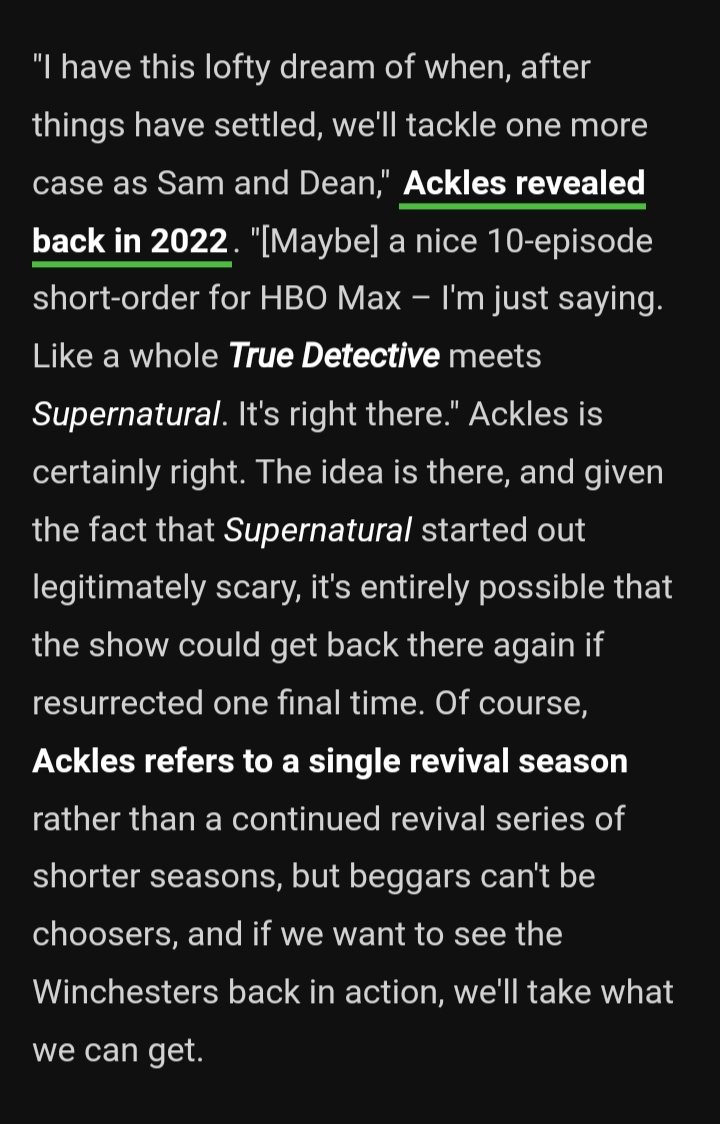 "I have this lofty dream of when, after
things have settled, we'll tackle one more
case as Sam and Dean," Ackles revealed
back in 2022. "[Maybe] a nice 10-episode
short-order for HBO Max – I'm just saying.
Like a whole True Detective meets
Supernatural. It's right there." Ackles is
certainly right. The idea is there, and given
the fact that Supernatural started out
legitimately scary, it's entirely possible that
the show could get back there again if
resurrected one final time. Of course,
Ackles refers to a single revival season
rather than a continued revival series of
shorter seasons, but beggars can't be
choosers, and if we want to see the
Winchesters back in action, we'll take what
we can get.